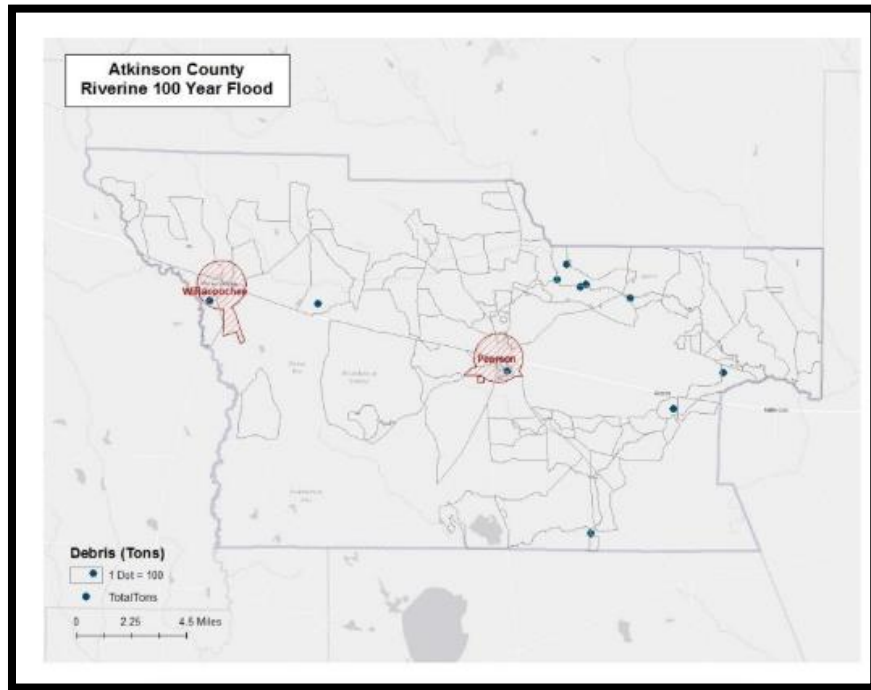 Atkinson County
Riverine 100 Year Flood
Willacoochee
Pearson
Debris (Tons)
1 Dot = 100
TotalTons
0 2.25 4.5 Miles